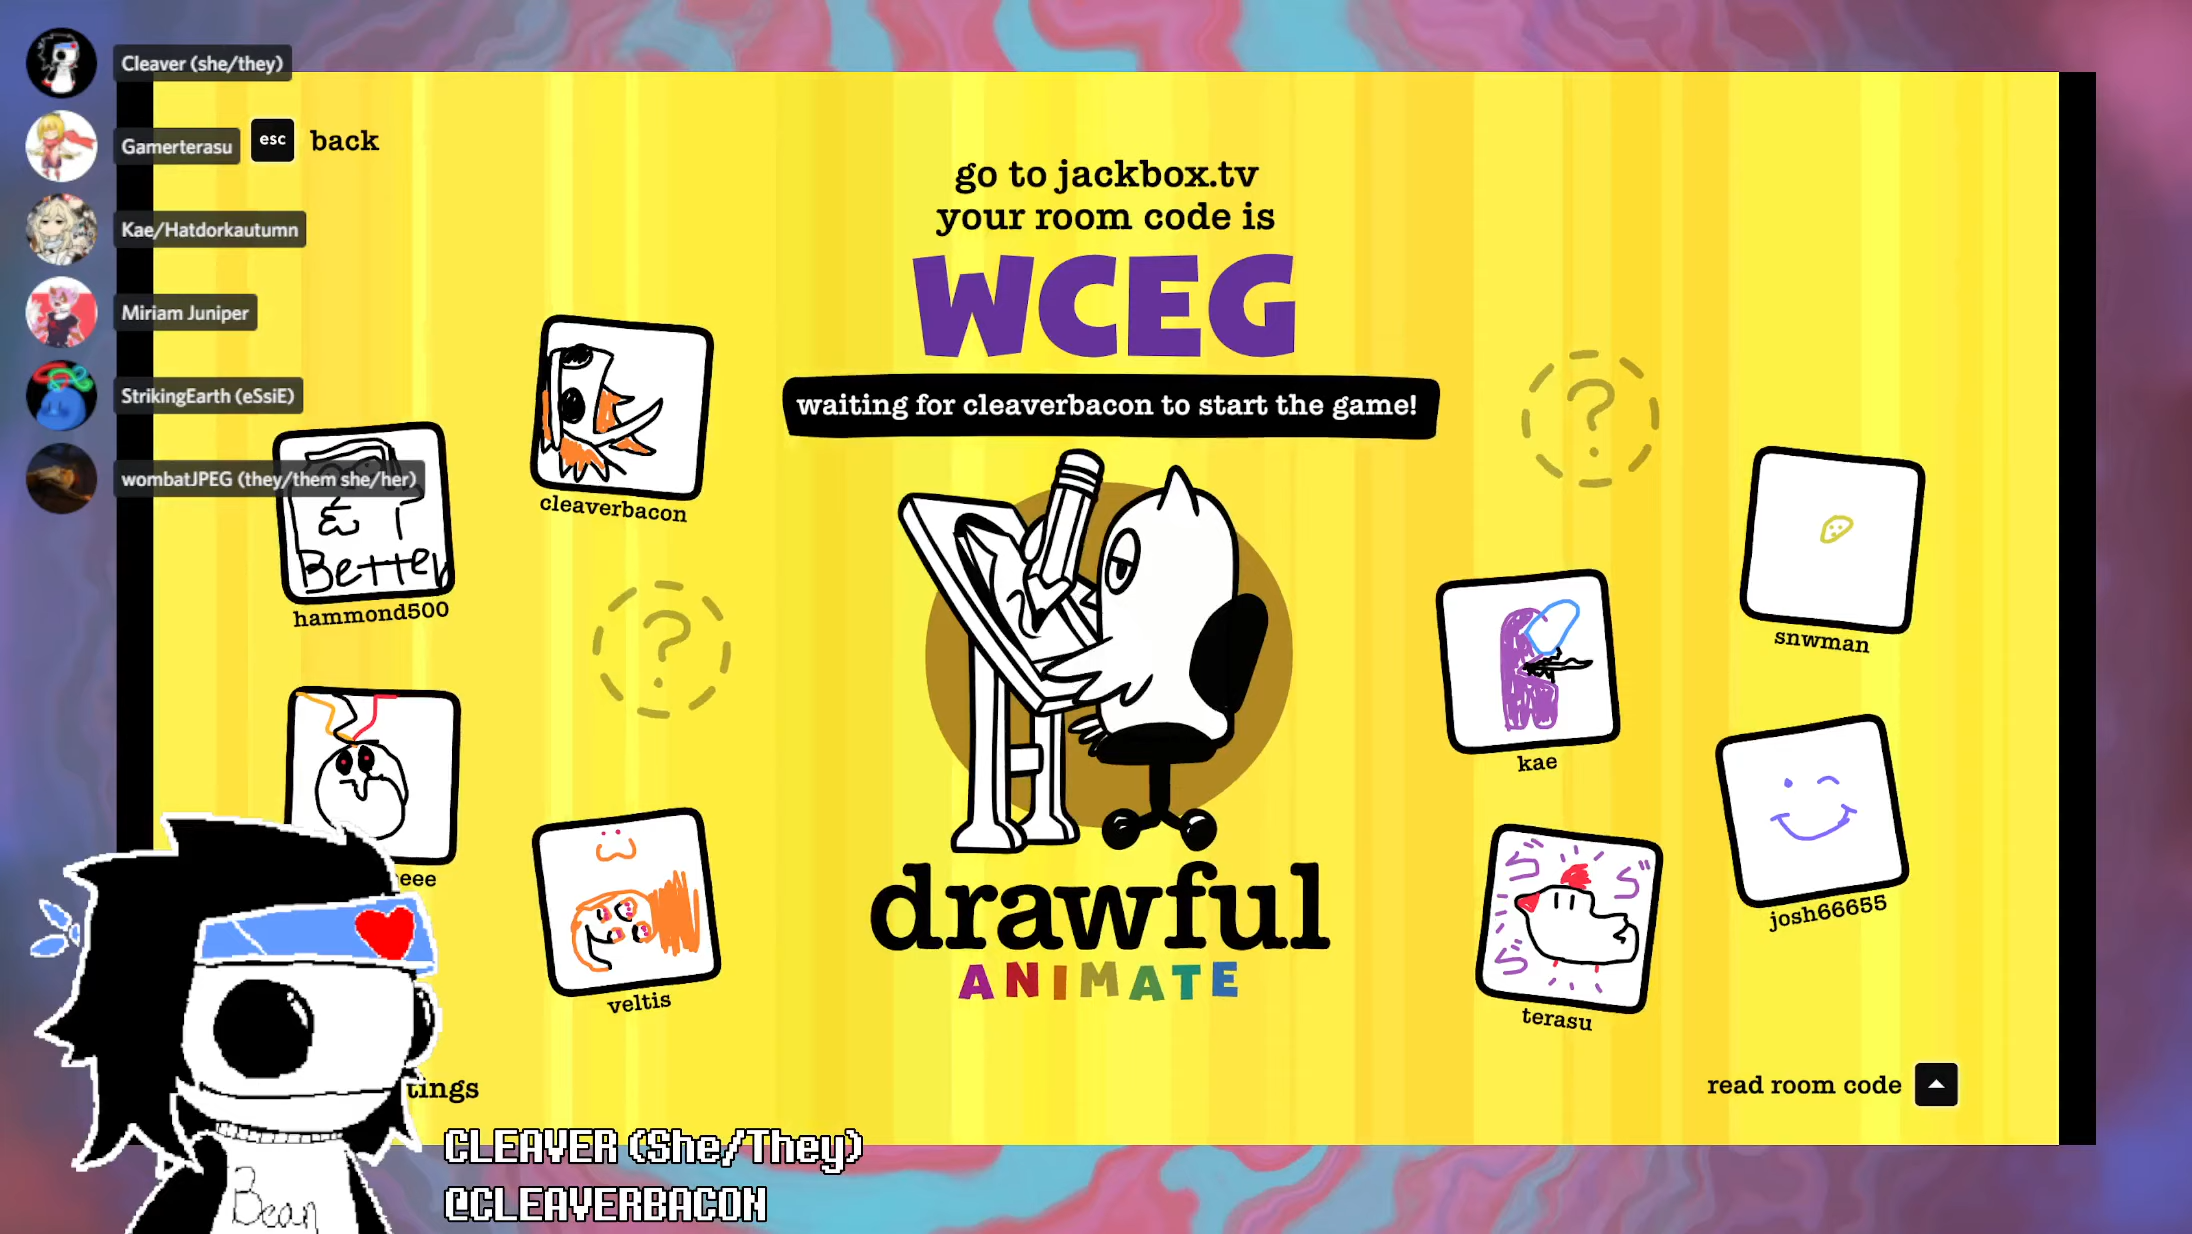 Cleaver (she/they)
Gamerterasu
esc back
Kae/Hatdorkautumn
Miriam Juniper
StrikingEarth (eSsiE)
wombatJPEG (they/them she/her)
go to jackbox.tv
your room code is
WCEG
waiting for cleaverbacon to start the game!
cleaverbacon
Better
hammond500
eee
veltis
snwman
kae
josh66655
terasu
drawful
ANIMATE
tings
read room code
CLEAVER (She/They)
@CLEAVERBACON
Bean